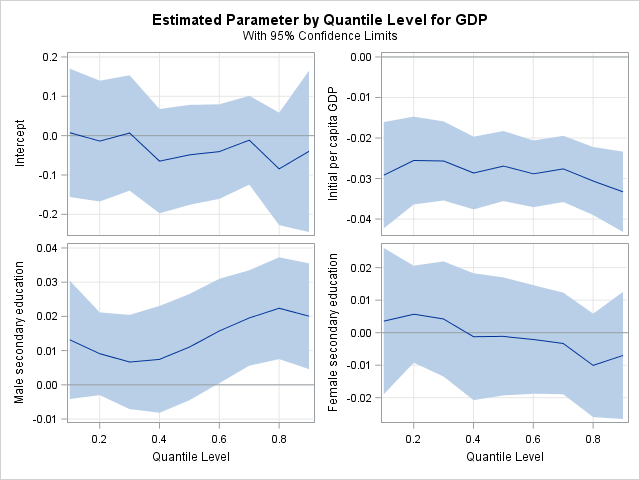 Estimated Parameter by Quantile Level for GDP
With 95% Confidence Limits
Intercept
0.2
0.1
0.0
-0.1
-0.2
Initial per capita GDP
0.00
-0.01
-0.02
-0.03
-0.04
Male secondary education
0.04
0.03
0.02
0.01
0.00
-0.01
0.2 0.4 0.6 0.8
Quantile Level
Female secondary education
0.02
0.01
0.00
-0.01
-0.02
0.2 0.4 0.6 0.8
Quantile Level